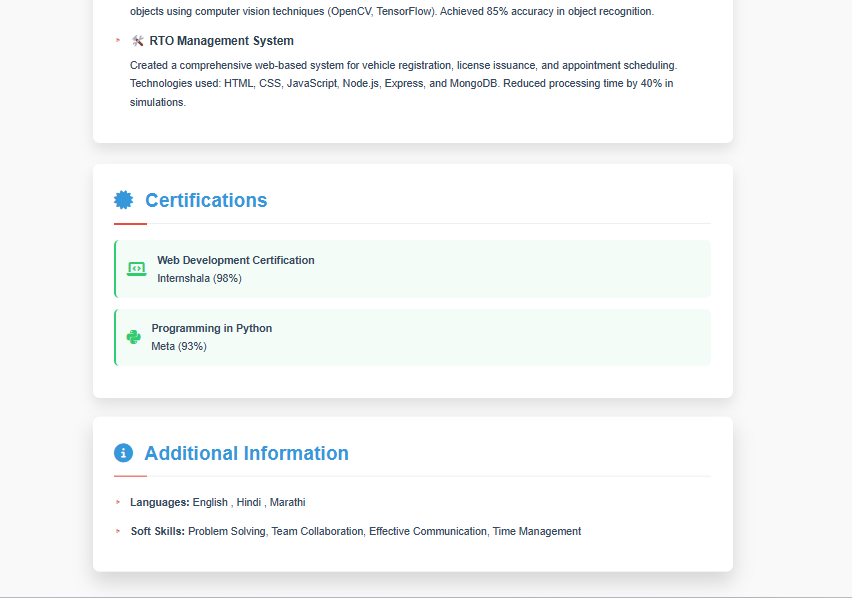 objects using computer vision techniques (OpenCV, TensorFlow). Achieved 85% accuracy in object recognition.
RTO Management System
Created a comprehensive web-based system for vehicle registration, license issuance, and appointment scheduling.
Technologies used: HTML, CSS, JavaScript, Node.js, Express, and MongoDB. Reduced processing time by 40% in
simulations.
Certifications
Web Development Certification
Internshala (98%)
Programming in Python
Meta (93%)
Additional Information
Languages: English , Hindi , Marathi
Soft Skills: Problem Solving, Team Collaboration, Effective Communication, Time Management